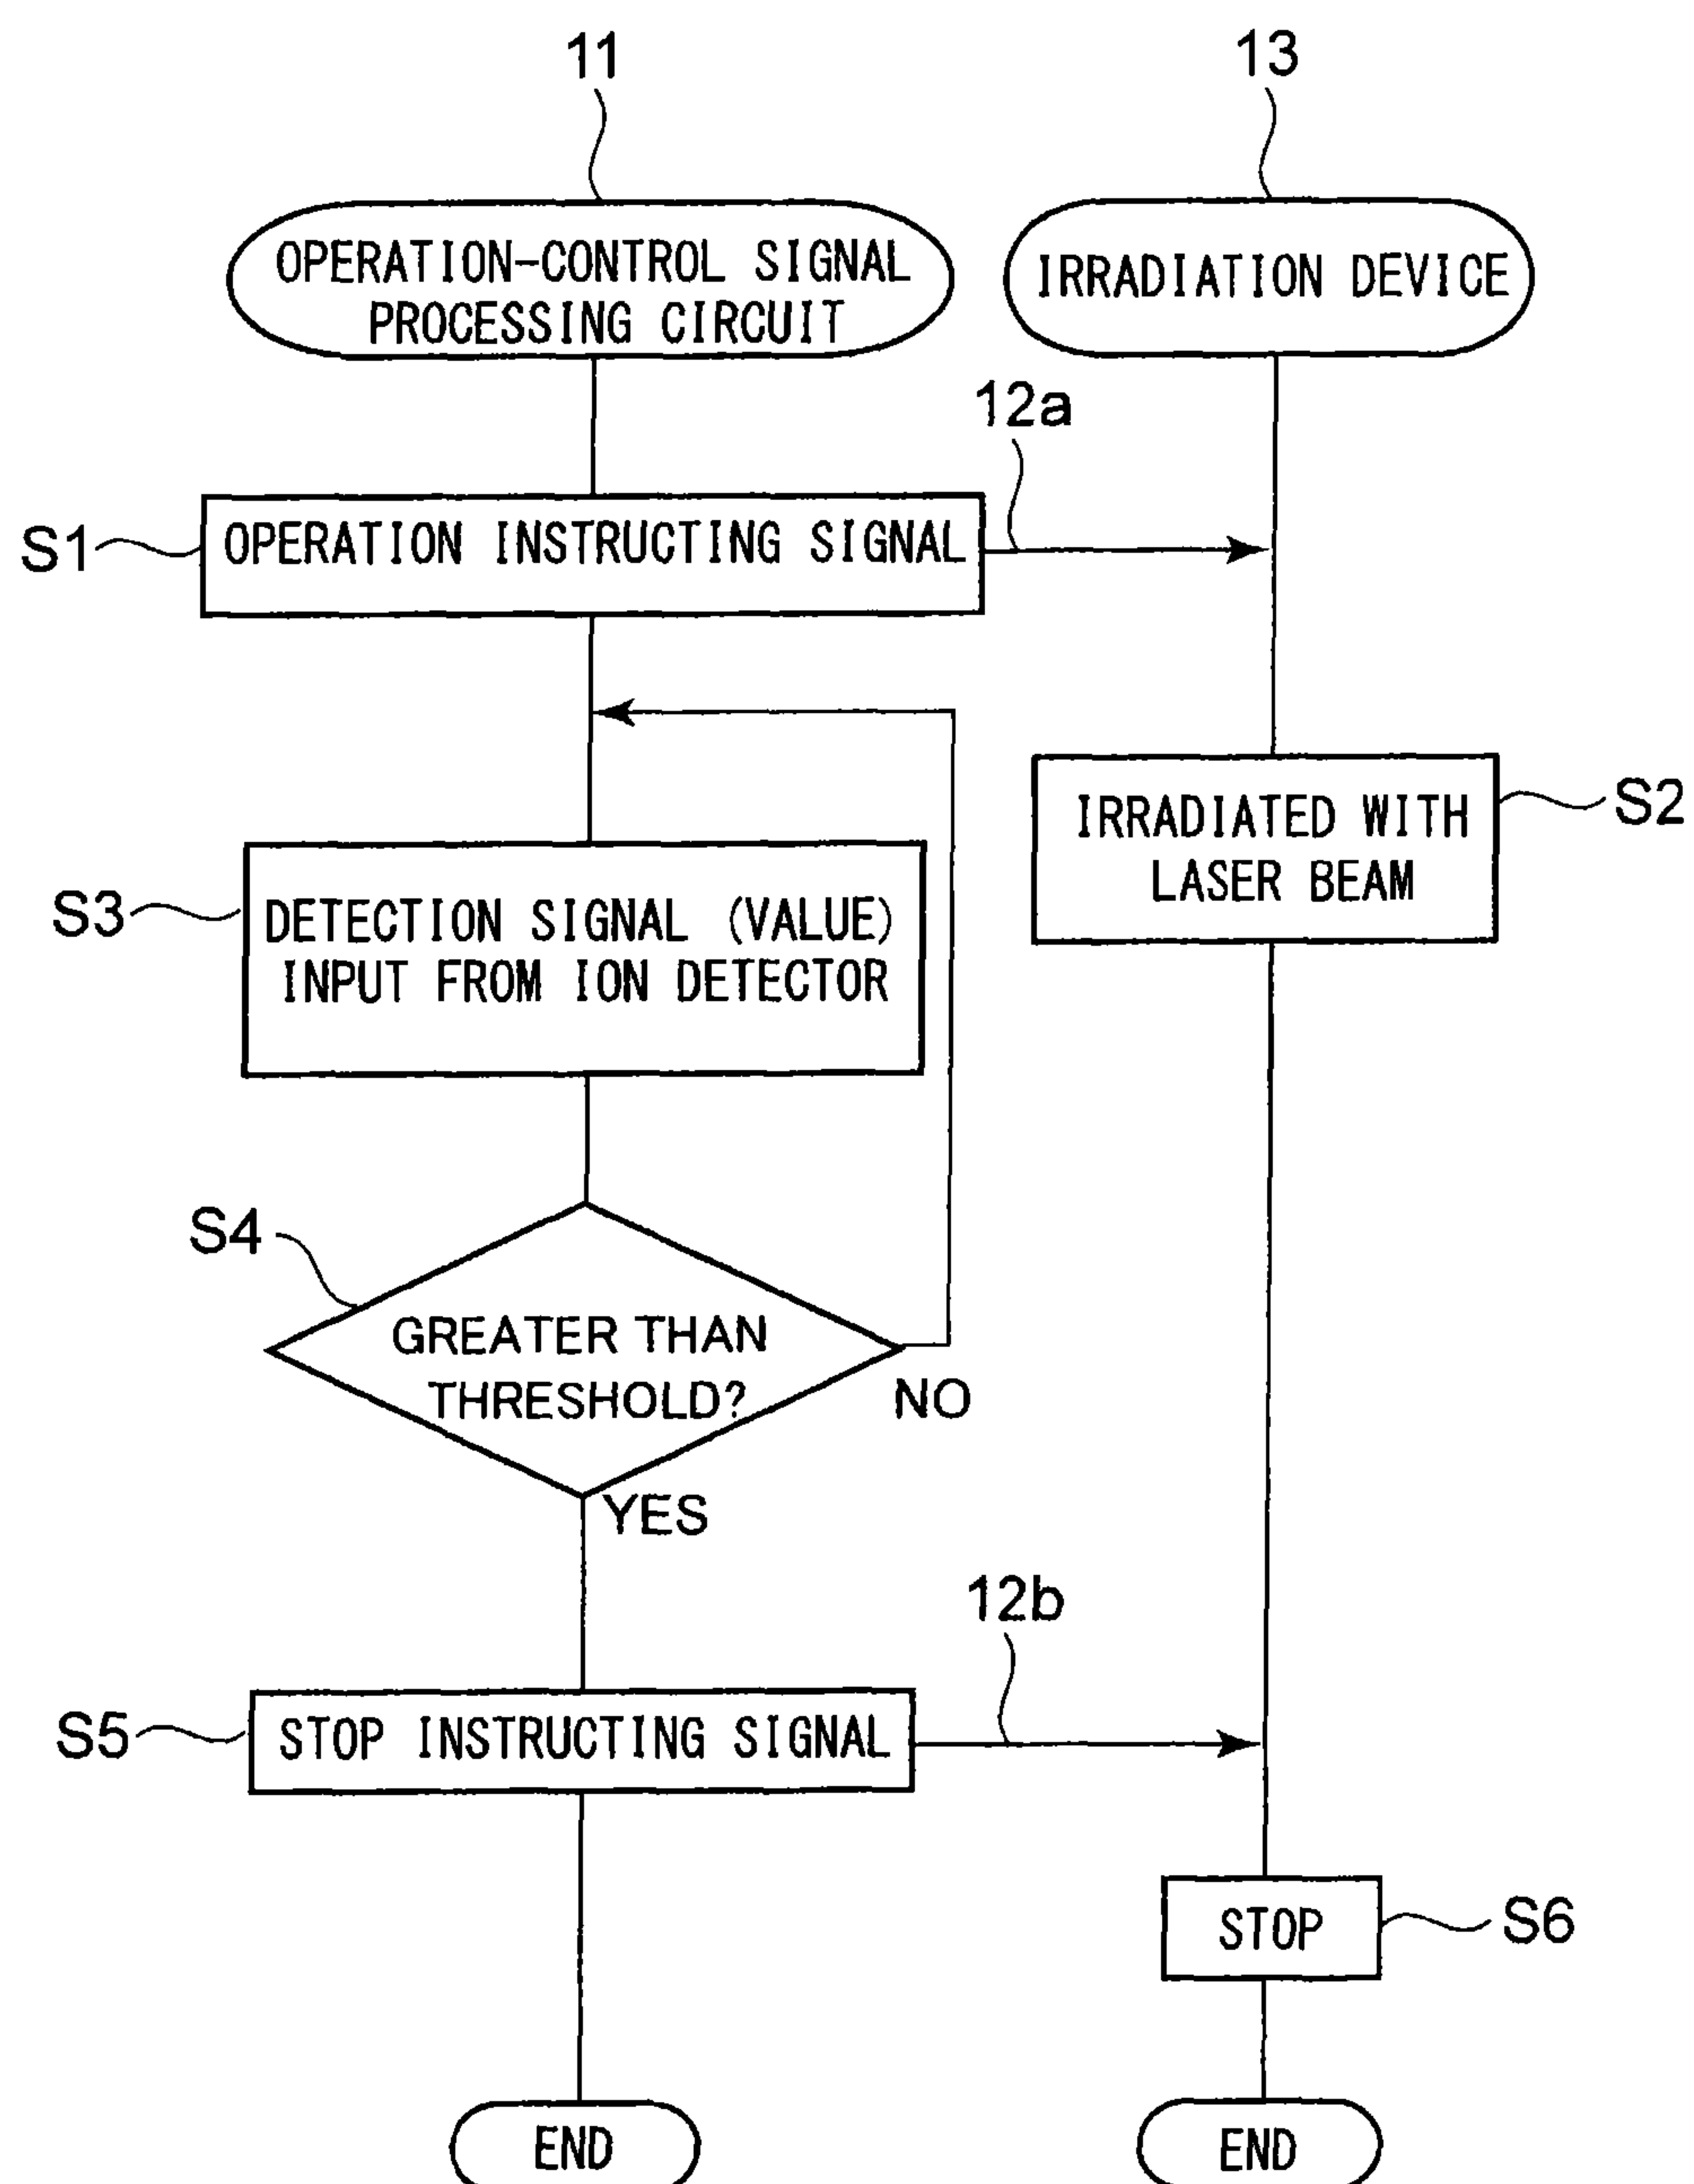 11
13
OPERATION-CONTROL SIGNAL
PROCESSING CIRCUIT
IRRADIATION DEVICE
12a
S1
OPERATION INSTRUCTING SIGNAL
IRRADIATED WITH
LASER BEAM
S2
S3
DETECTION SIGNAL (VALUE)
INPUT FROM ION DETECTOR
S4
GREATER THAN
THRESHOLD?
NO
YES
12b
S5
STOP INSTRUCTING SIGNAL
STOP
S6
END
END